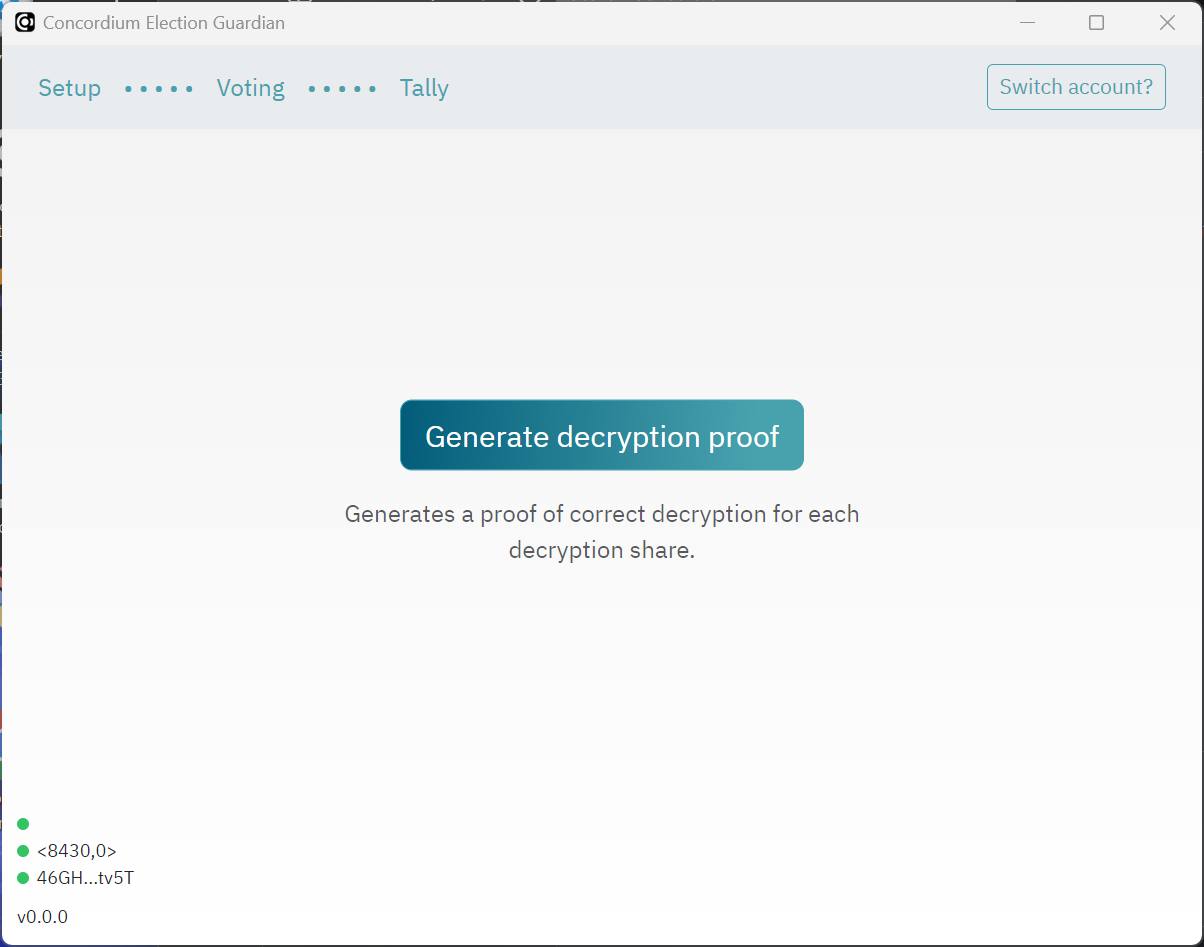 Concordium Election Guardian
Setup ••••• Voting ••••• Tally
Switch account?
Generate decryption proof
Generates a proof of correct decryption for each
decryption share.
<8430,0>
46GH...tv5T
v0.0.0